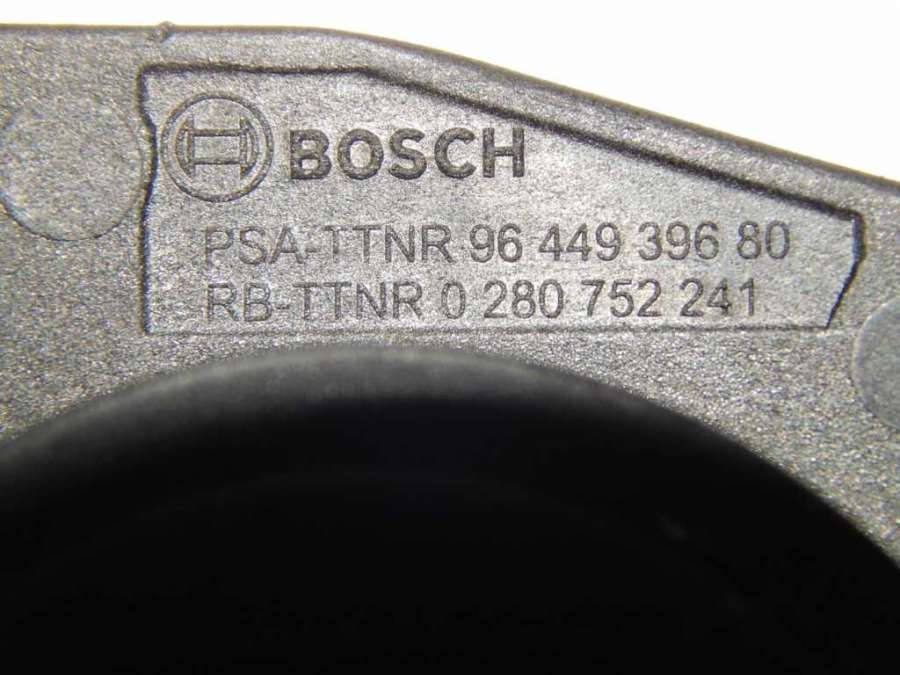 BOSCH
PSA-TTNR 96 449 396 80
RB-TTNR 0 280 752 241